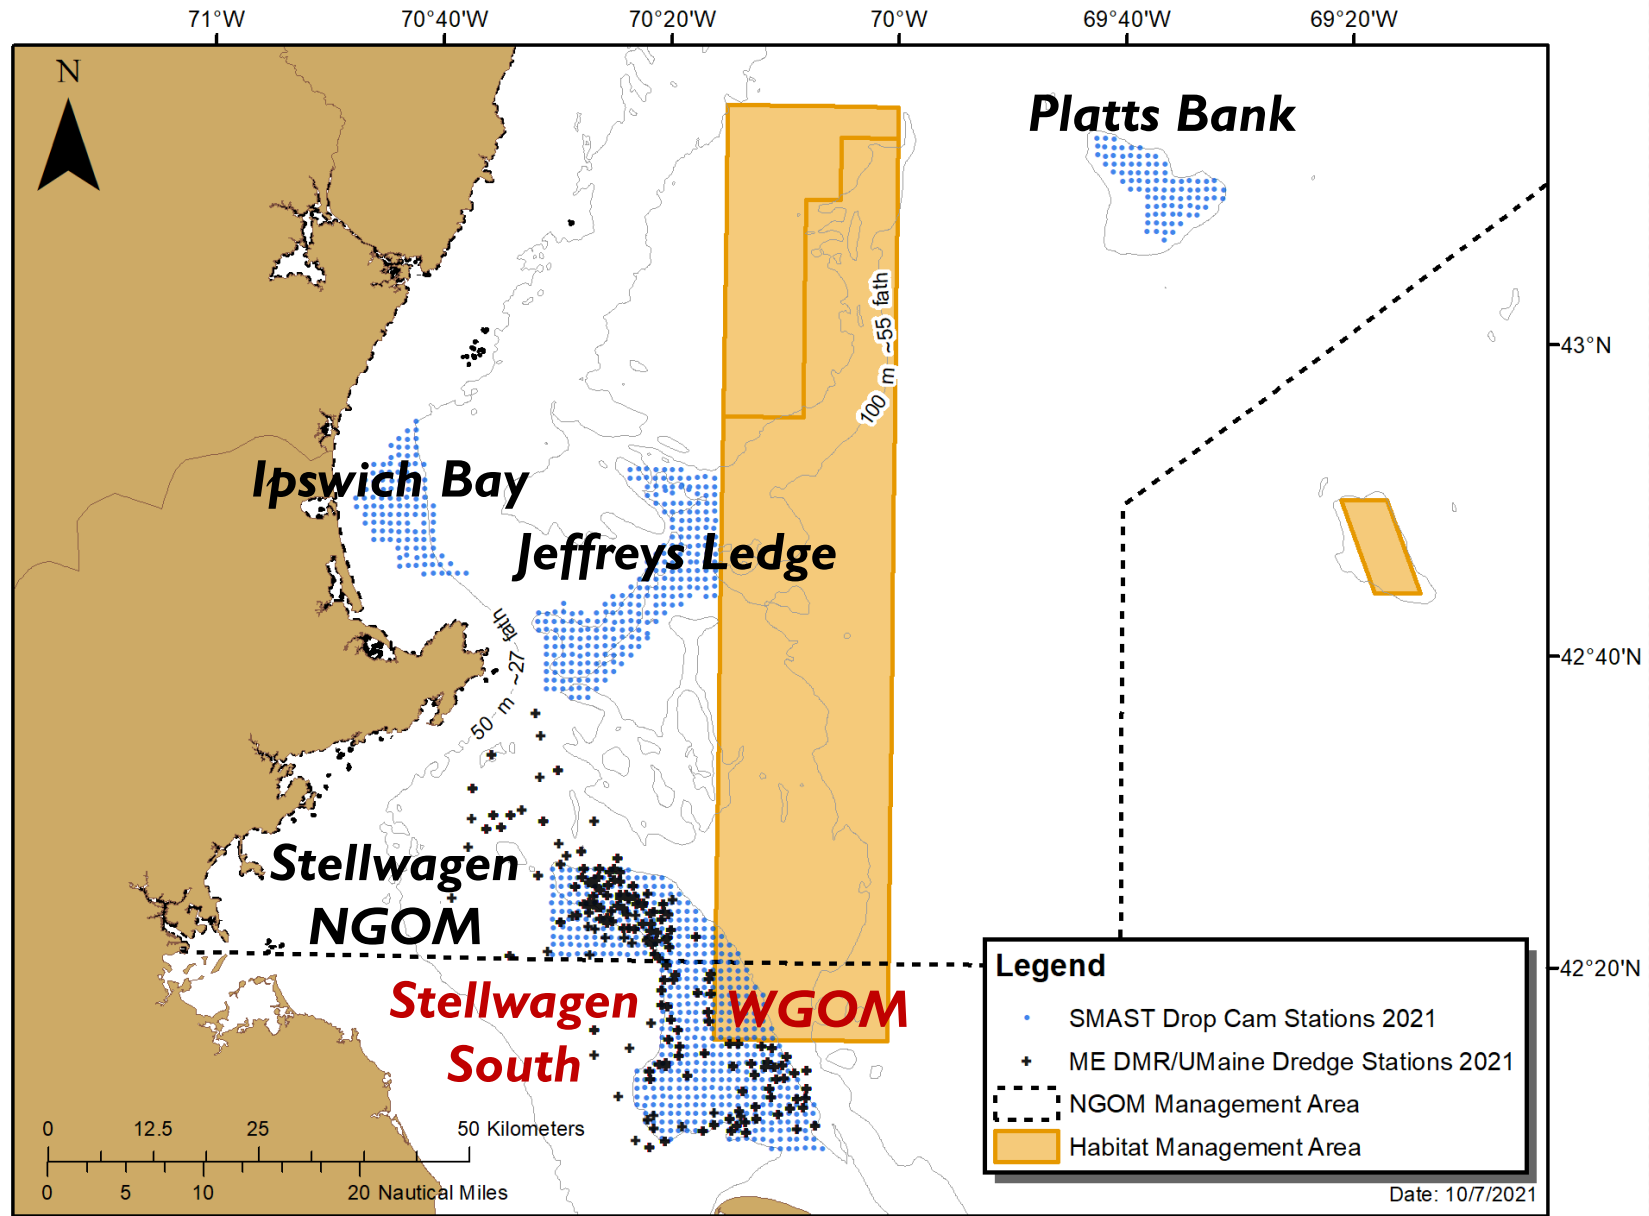 71°W 70°40'W 70°20'W 70°W 69°40'W 69°20'W
N
Platts Bank
100 m ~55 fath
43°N
Ipswich Bay
Jeffreys Ledge
50 m ~27 fath
42°40'N
Stellwagen
NGOM
42°20'N
Stellwagen
South
WGOM
Legend
SMAST Drop Cam Stations 2021
ME DMR/UMaine Dredge Stations 2021
NGOM Management Area
Habitat Management Area
0 12.5 25 50 Kilometers
0 5 10 20 Nautical Miles
Date: 10/7/2021